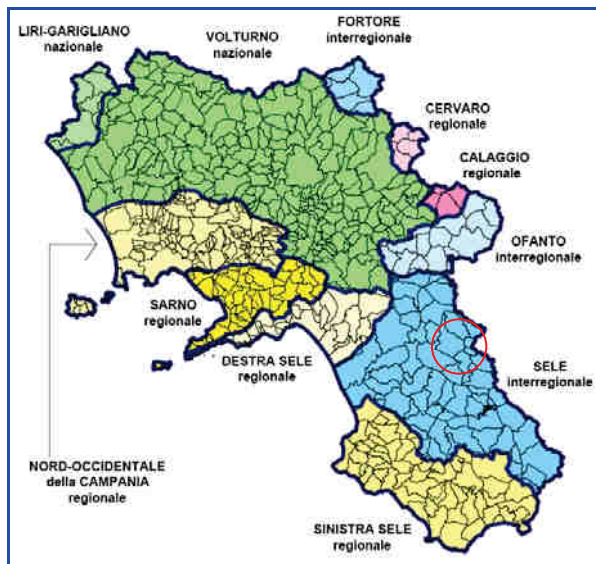 LIRI-GARIGLIANO
nazionale
VOLTURNO
nazionale
FORTORE
interregionale
CERVARO
regionale
CALAGGIO
regionale
OFANTO
interregionale
SARNO
regionale
DESTRA SELE
regionale
SELE
interregionale
NORD-OCCIDENTALE
della CAMPANIA
regionale
SINISTRA SELE
regionale